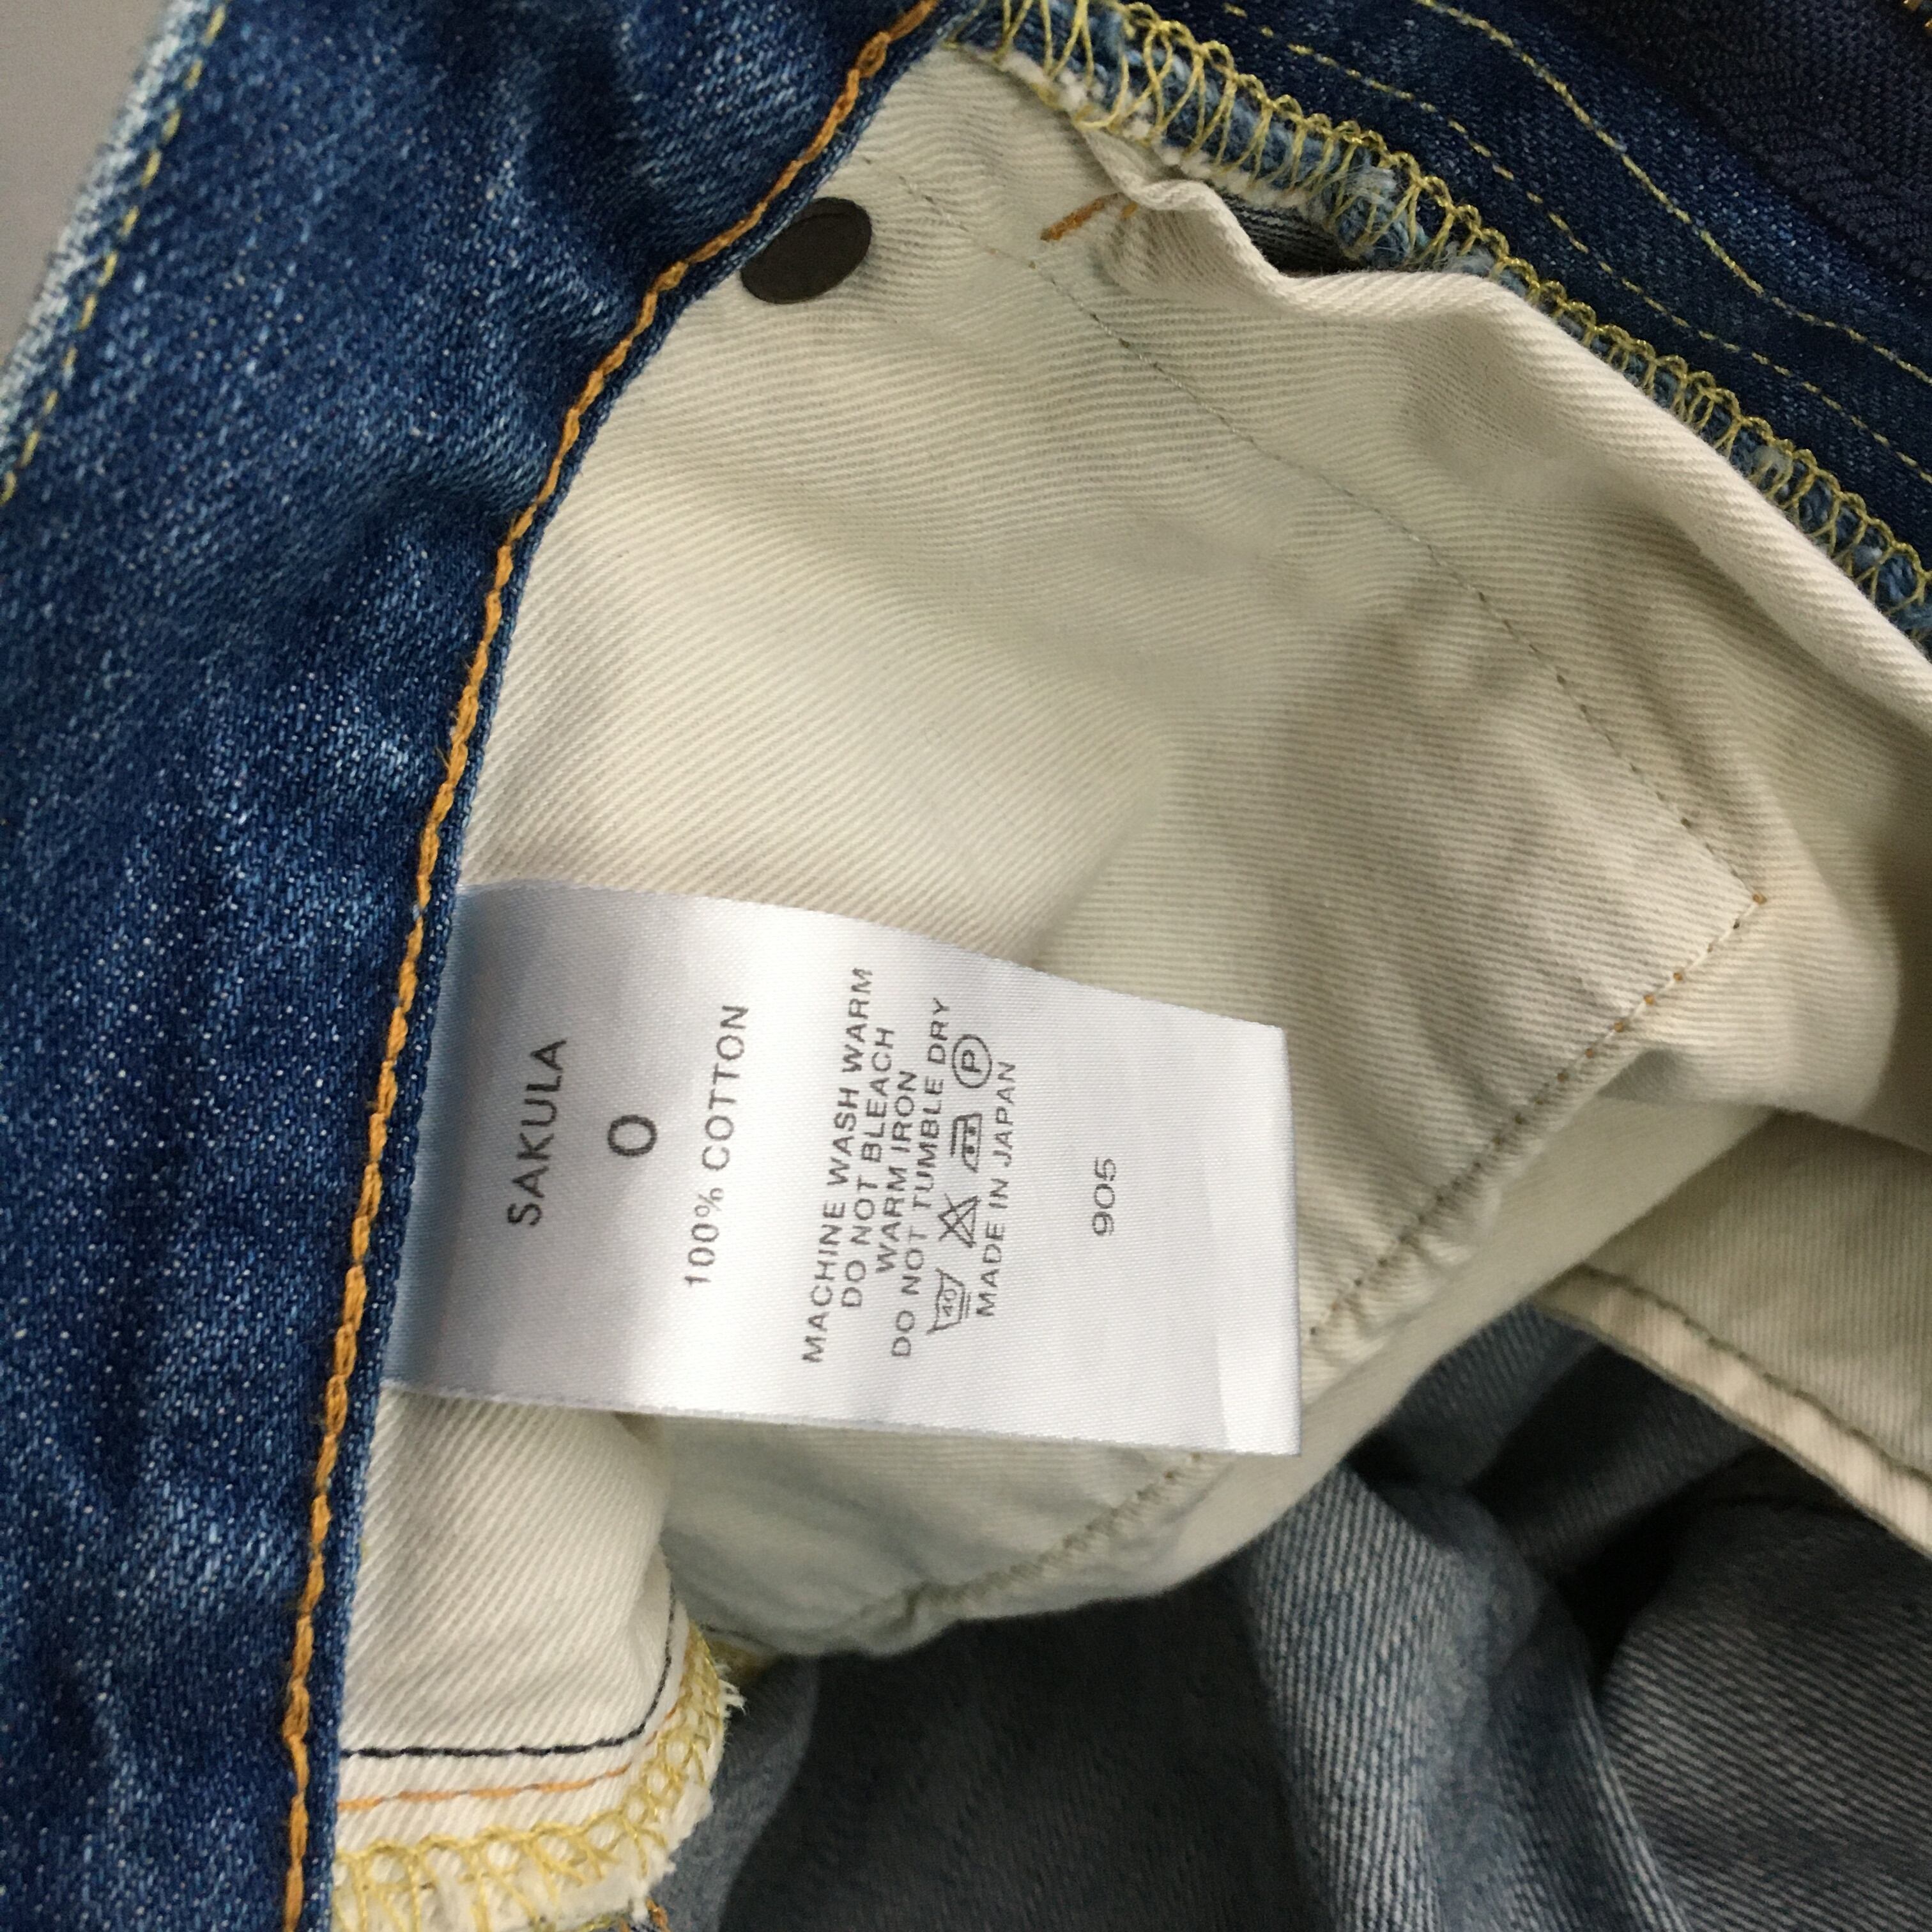 SAKULA
0
100% COTTON
MACHINE WASH WARM
DO NOT BLEACH
WARM IRON
DO NOT TUMBLE DRY
40 P
MADE IN JAPAN
905